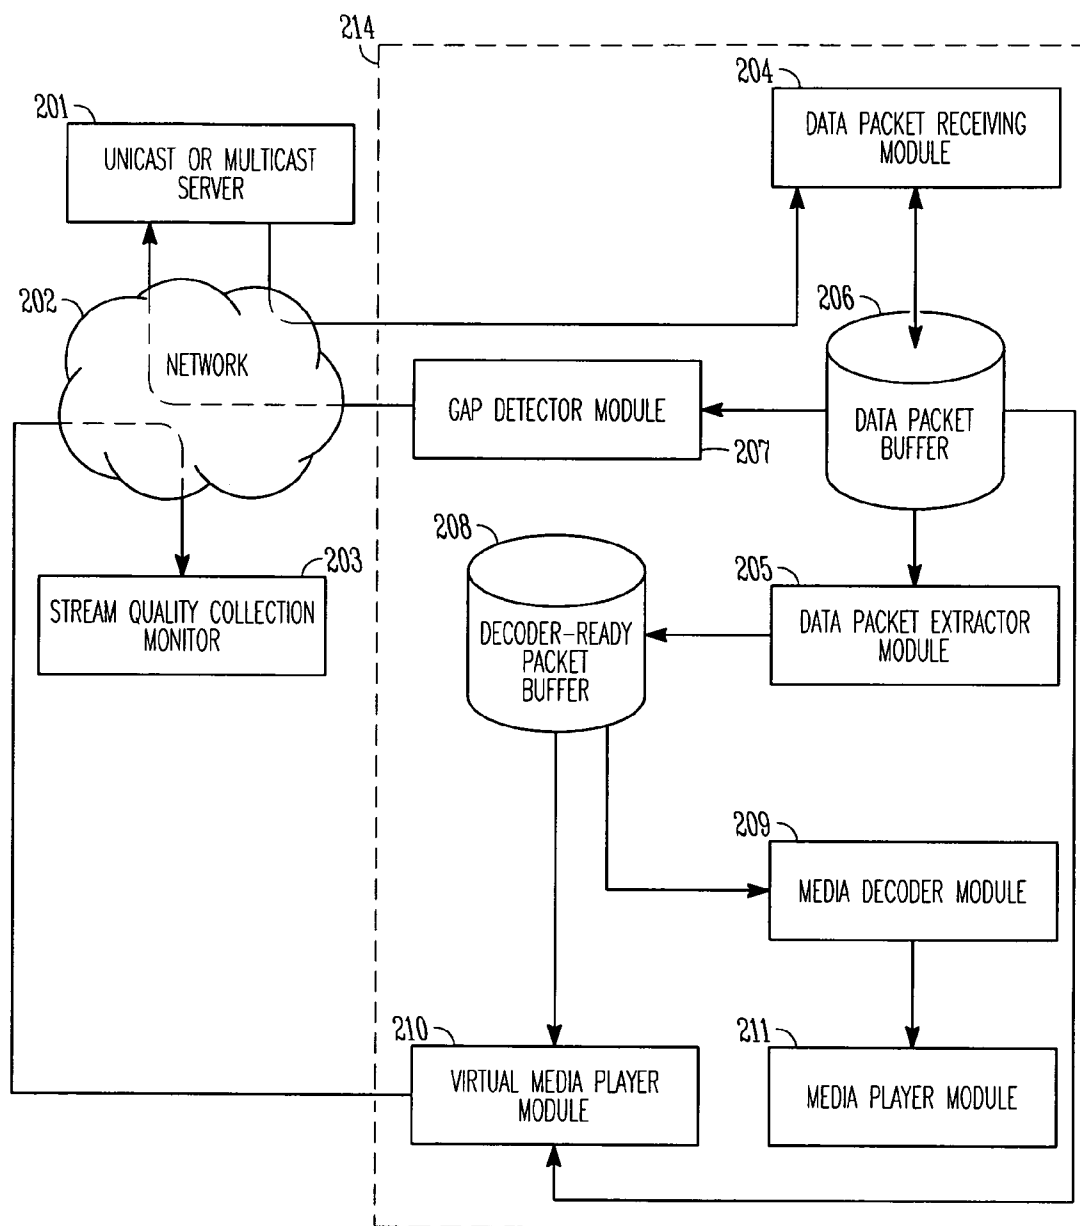 214
204
DATA PACKET RECEIVING
MODULE
201
UNICAST OR MULTICAST
SERVER
202
NETWORK
206
DATA PACKET
BUFFER
GAP DETECTOR MODULE
207
208
DECODER-READY
PACKET
BUFFER
203
STREAM QUALITY COLLECTION
MONITOR
205
DATA PACKET EXTRACTOR
MODULE
209
MEDIA DECODER MODULE
210
VIRTUAL MEDIA PLAYER
MODULE
211
MEDIA PLAYER MODULE